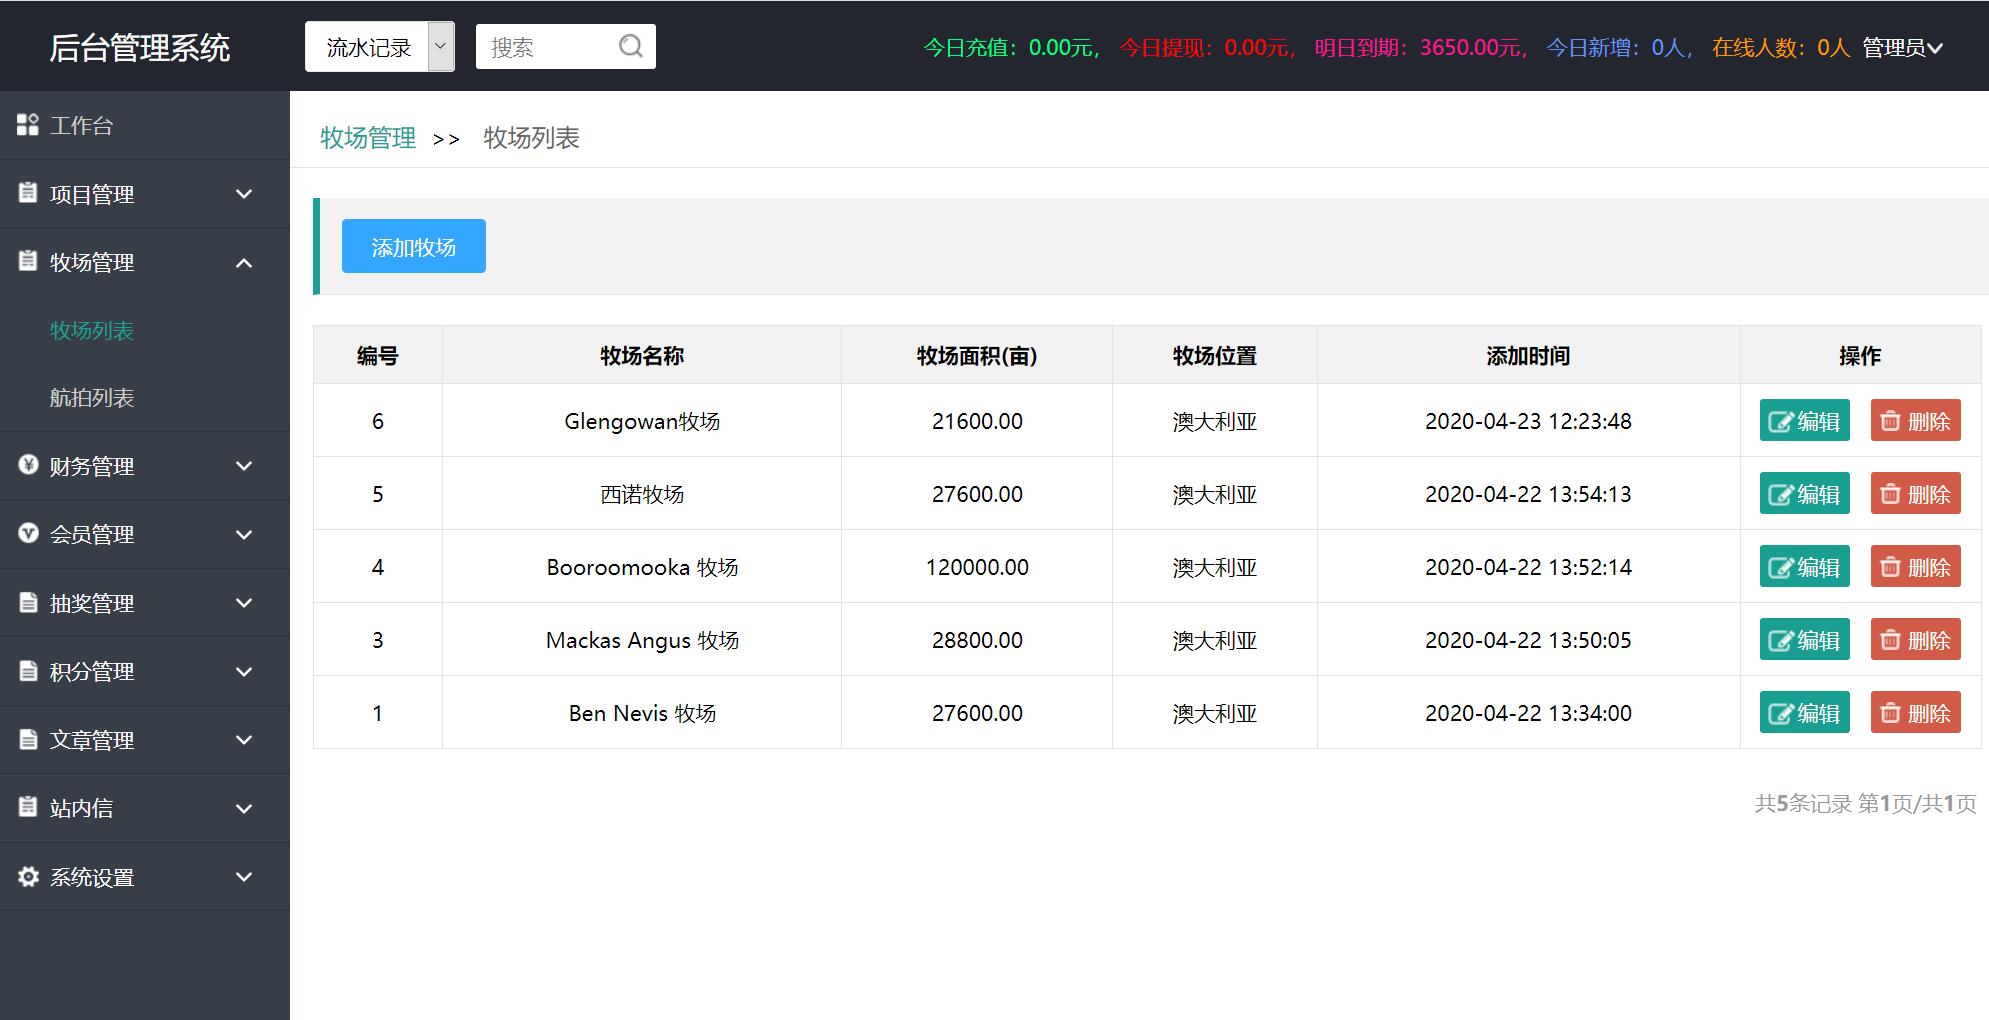 后台管理系统 流水记录 搜索 今日充值：0.00元， 今日提现：0.00元， 明日到期：3650.00元， 今日新增：0人， 在线人数：0人 管理员
工作台
项目管理
牧场管理
牧场列表
航拍列表
财务管理
会员管理
抽奖管理
积分管理
文章管理
站内信
系统设置
牧场管理 >> 牧场列表
添加牧场
编号 牧场名称 牧场面积(亩) 牧场位置 添加时间 操作
6 Glengowan牧场 21600.00 澳大利亚 2020-04-23 12:23:48 编辑 删除
5 西诺牧场 27600.00 澳大利亚 2020-04-22 13:54:13 编辑 删除
4 Booroomooka 牧场 120000.00 澳大利亚 2020-04-22 13:52:14 编辑 删除
3 Mackas Angus 牧场 28800.00 澳大利亚 2020-04-22 13:50:05 编辑 删除
1 Ben Nevis 牧场 27600.00 澳大利亚 2020-04-22 13:34:00 编辑 删除
共5条记录 第1页/共1页